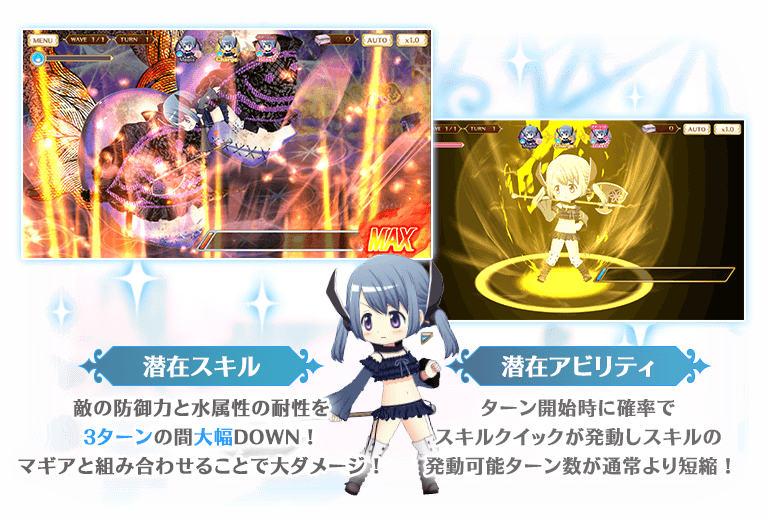 MENU
WAVE 1/1
TURN 1
Magia
Charge
0
AUTO
x1.0
MAX
WAVE 1/1
TURN 1
0
AUTO
x1.0
潜在スキル
敵の防御力と水属性の耐性を
3ターンの間大幅DOWN!
マギアと組み合わせることで大ダメージ!
潜在アビリティ
ターン開始時に確率で
スキルクイックが発動しスキルの
発動可能ターン数が通常より短縮!